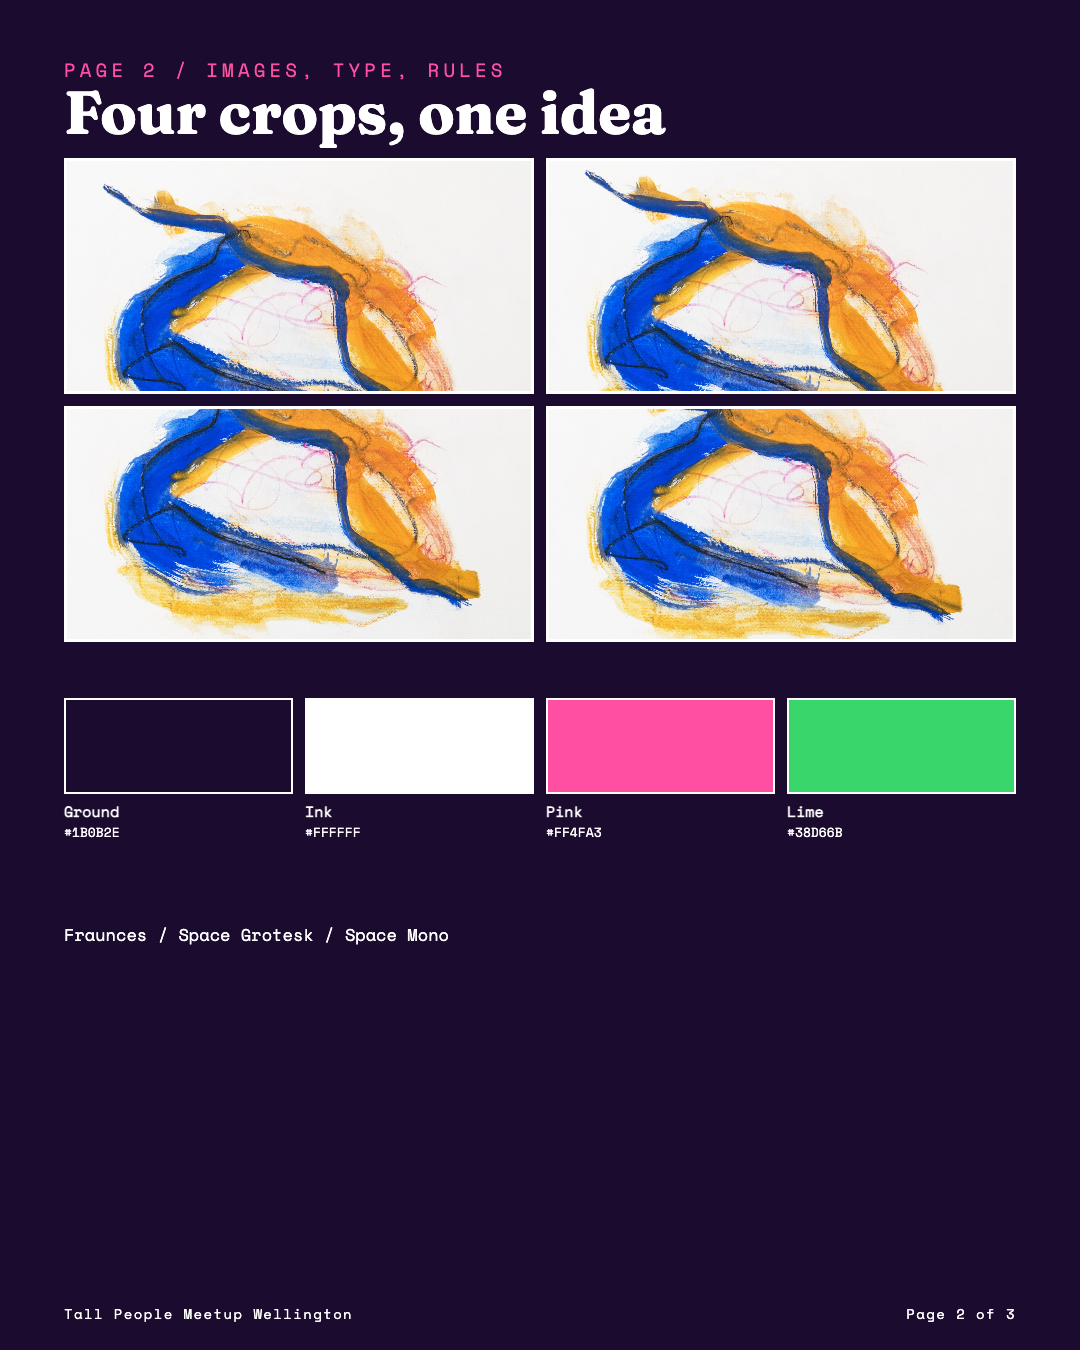 PAGE 2 / IMAGES, TYPE, RULES
Four crops, one idea
Ground
#1B0B2E
Ink
#FFFFFF
Pink
#FF4FA3
Lime
#38D66B
Fraunces / Space Grotesk / Space Mono
Tall People Meetup Wellington
Page 2 of 3